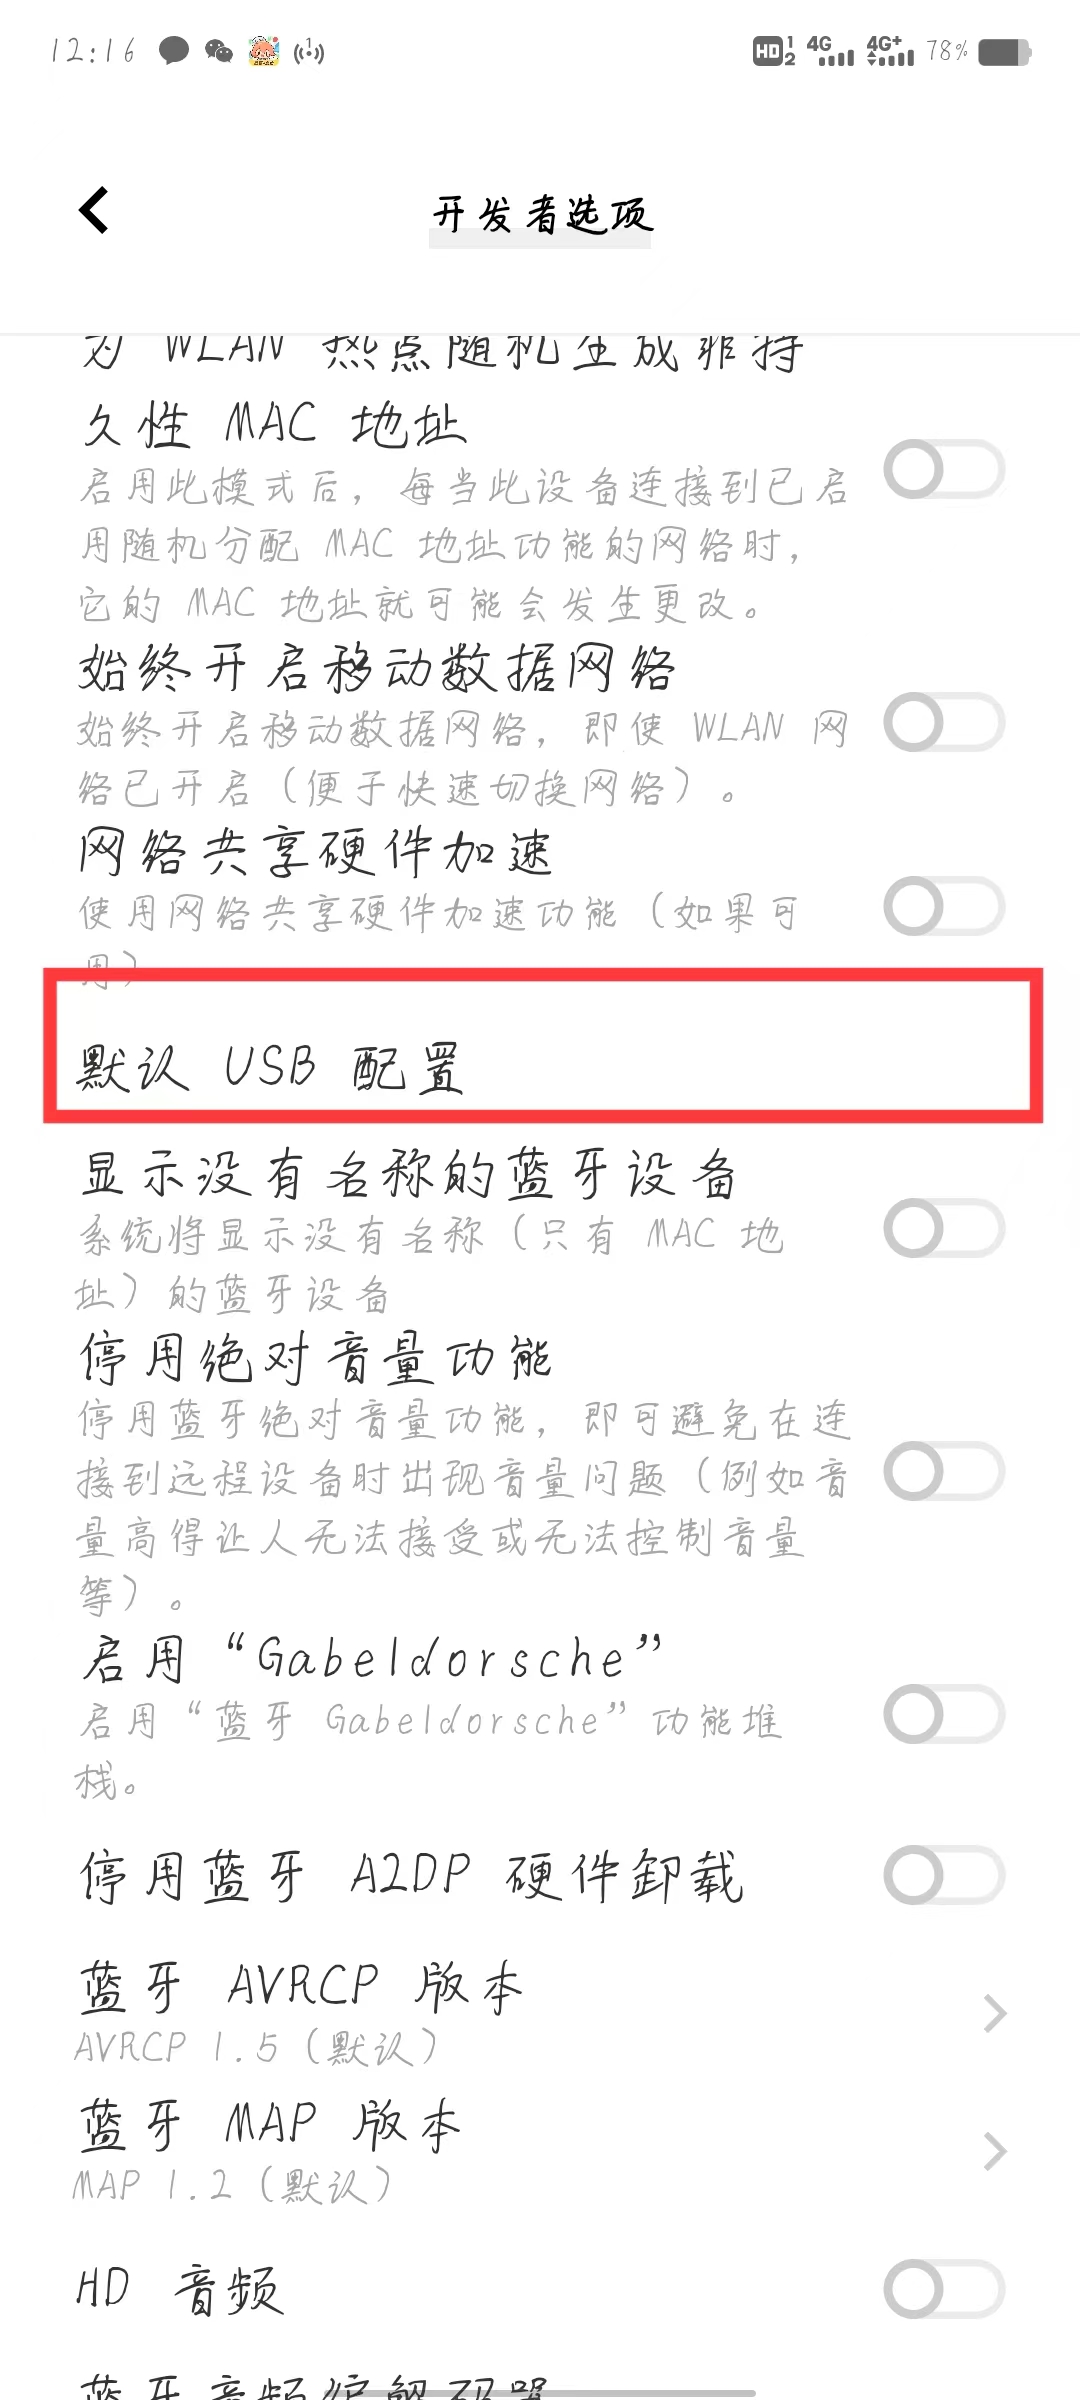 12:16 HD 1 2 4G 4G+ 78%
开发者选项
为 WLAN 热点随机生成非持
久性 MAC 地址
启用此模式后，每当此设备连接到已启
用随机分配 MAC 地址功能的网络时，
它的 MAC 地址就可能会发生更改。
始终开启移动数据网络
始终开启移动数据网络，即使 WLAN 网
络已开启（便于快速切换网络）。
网络共享硬件加速
使用网络共享硬件加速功能（如果可
用）
默认 USB 配置
显示没有名称的蓝牙设备
系统将显示没有名称（只有 MAC 地
址）的蓝牙设备
停用绝对音量功能
停用蓝牙绝对音量功能，即可避免在连
接到远程设备时出现音量问题（例如音
量高得让人无法接受或无法控制音量
等）。
启用“Gabeldorsche”
启用“蓝牙 Gabeldorsche”功能堆
栈。
停用蓝牙 A2DP 硬件卸载
蓝牙 AVRCP 版本
AVRCP 1.5（默认）
蓝牙 MAP 版本
MAP 1.2（默认）
HD 音频
蓝牙音频编解码器